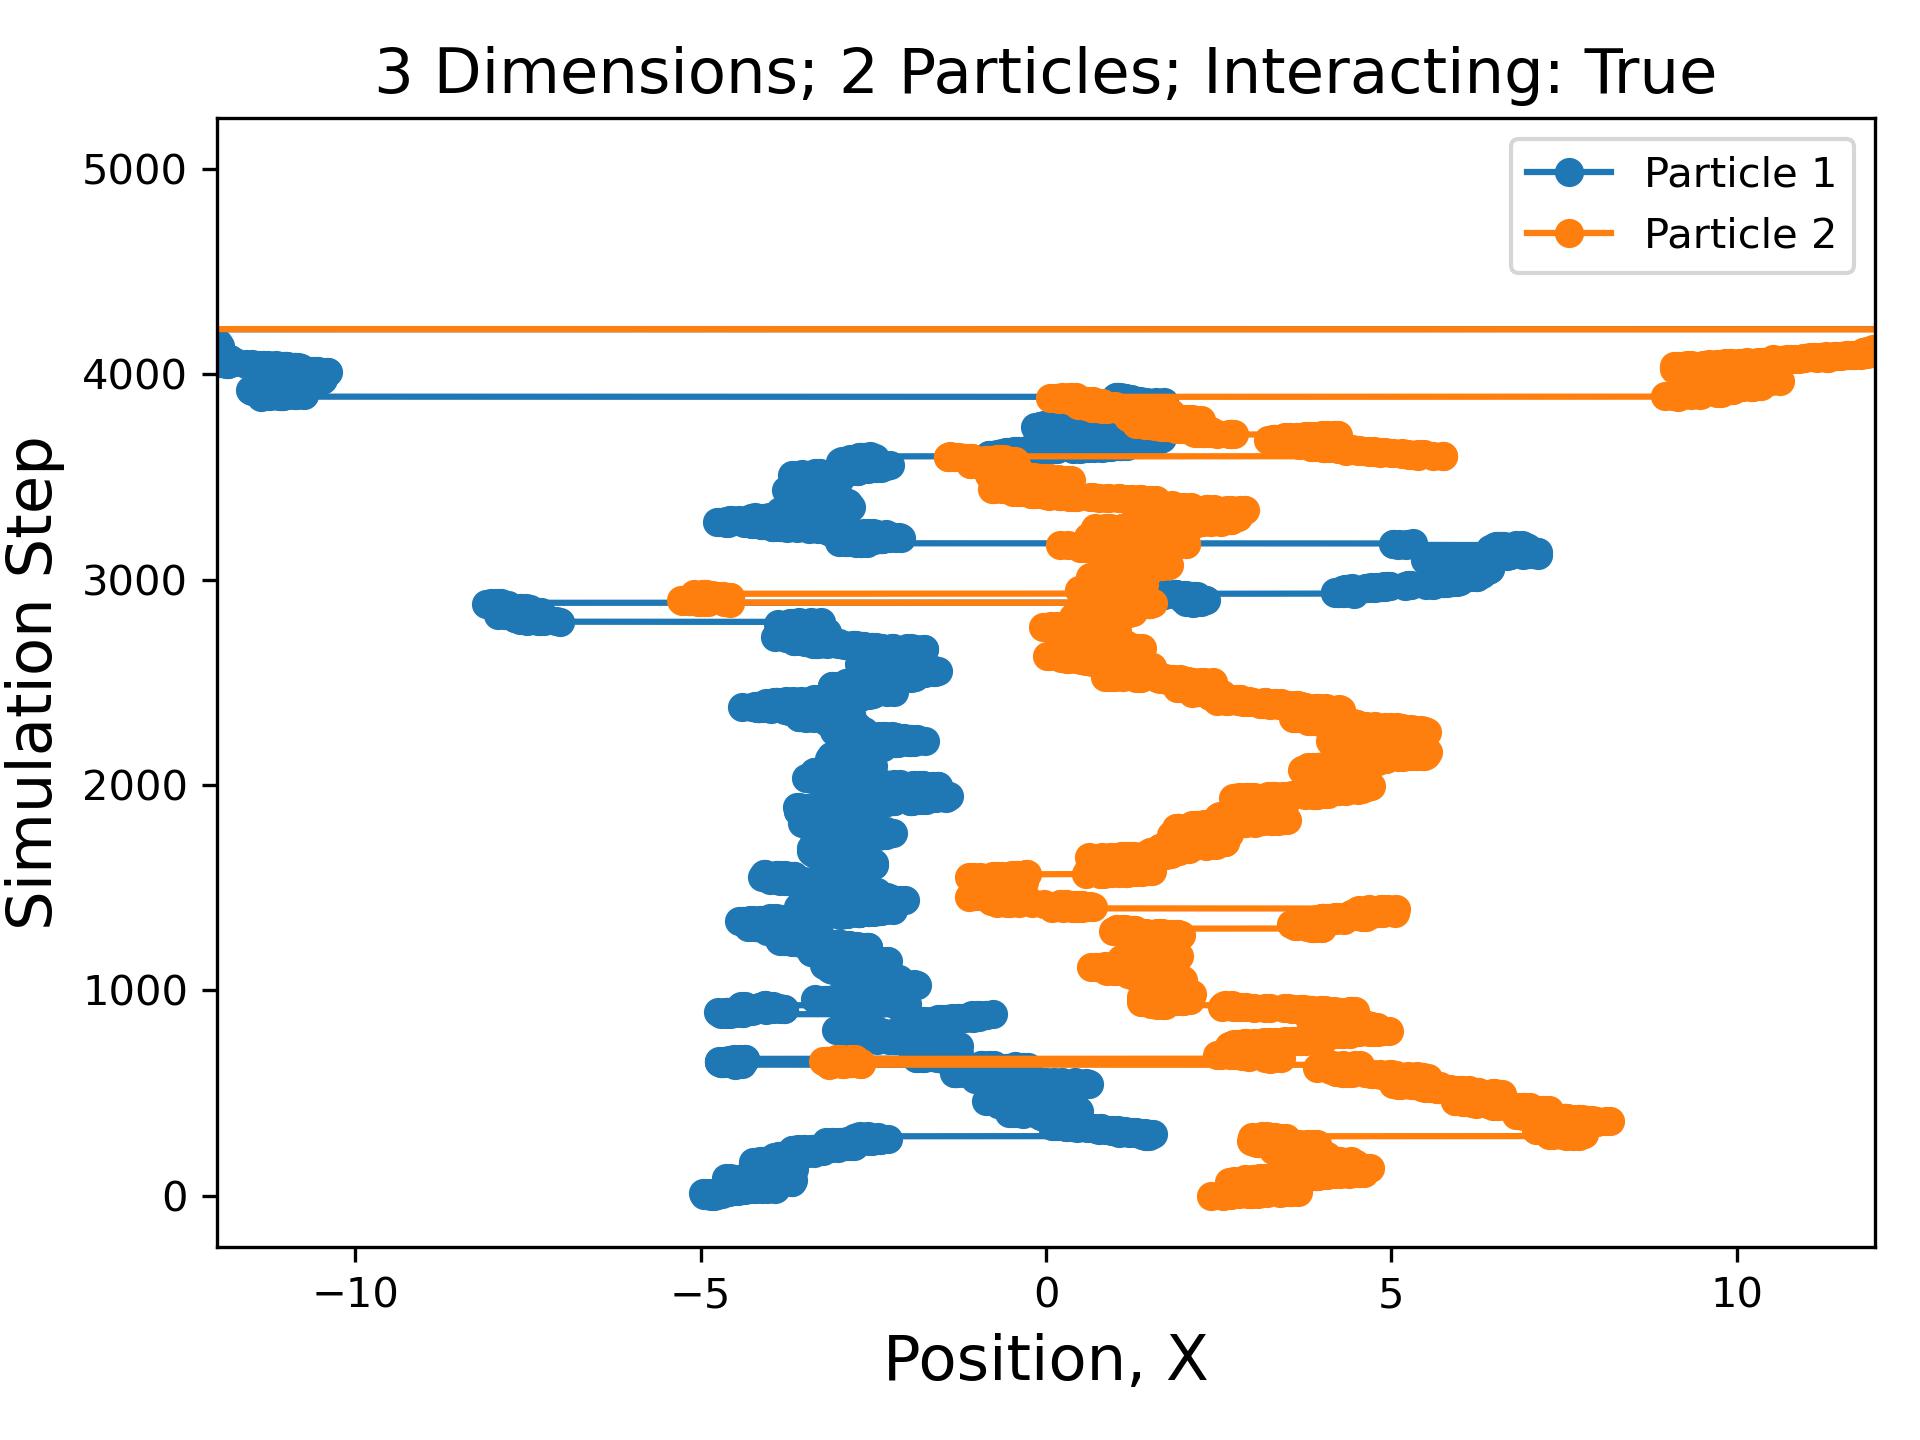 3 Dimensions; 2 Particles; Interacting: True
Particle 1
Particle 2
5000
4000
3000
2000
1000
0
Simulation Step
−10
−5
0
5
10
Position, X